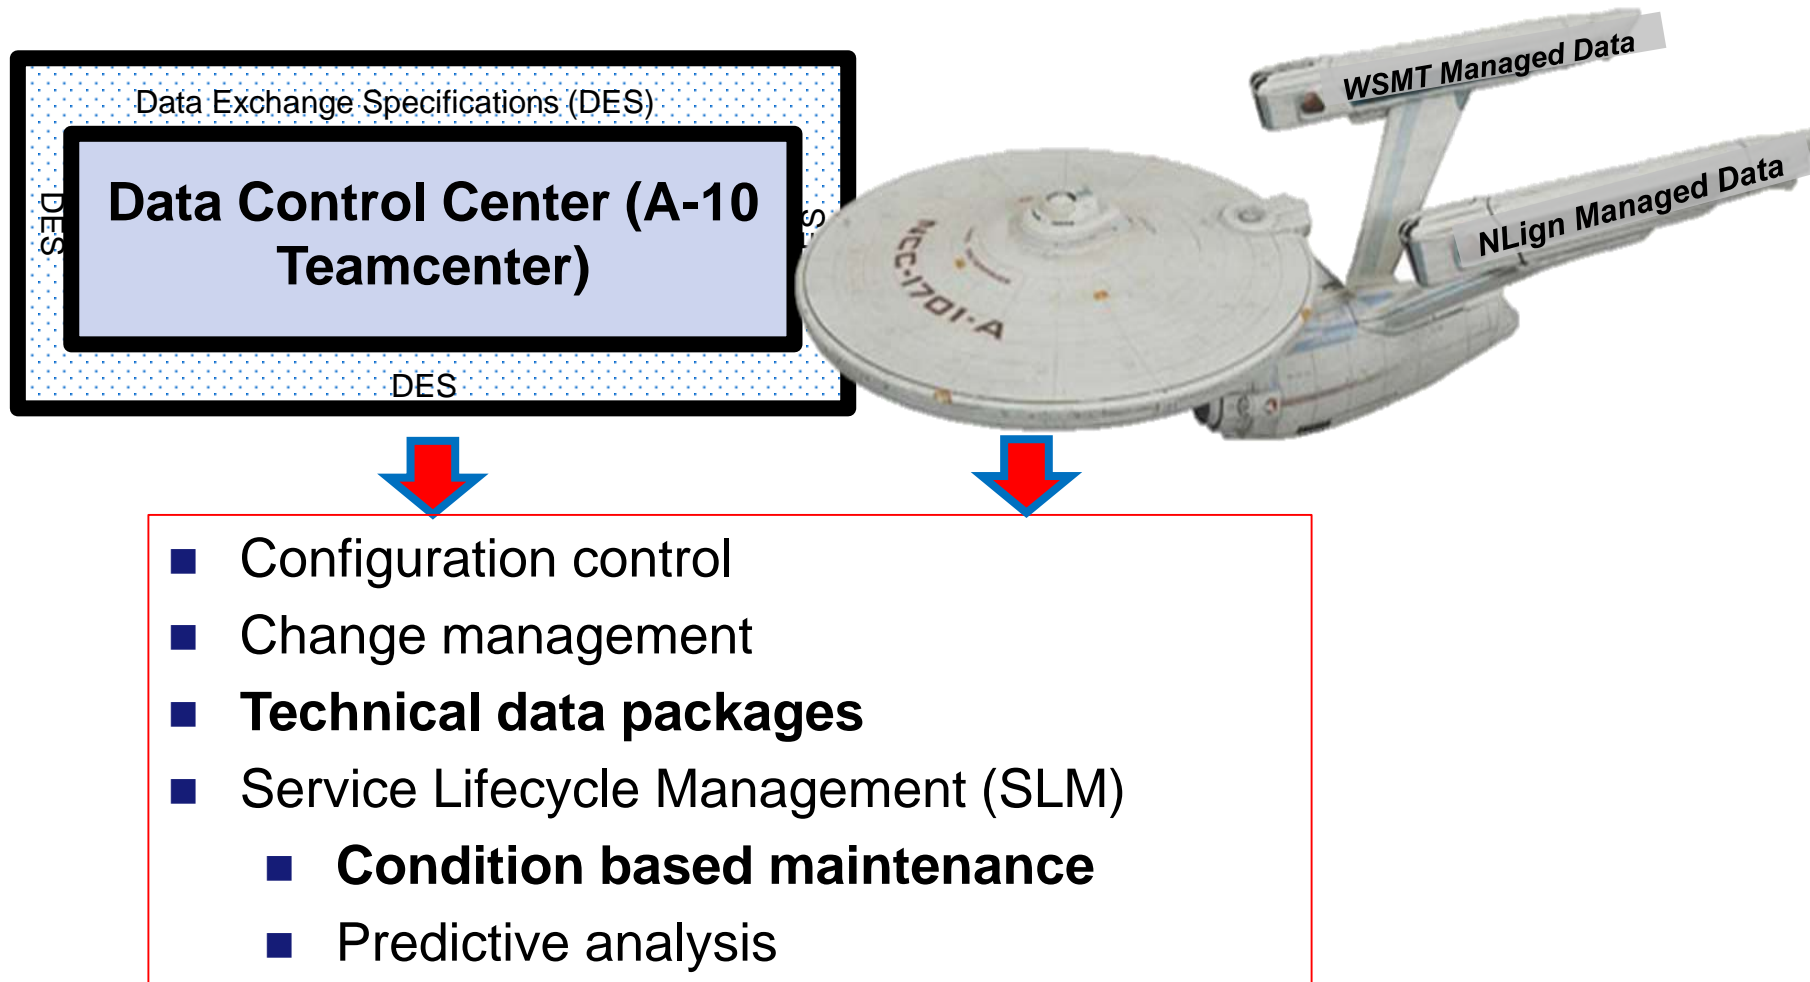 Data Exchange Specifications (DES)
DES
Data Control Center (A-10
Teamcenter)
DES
WSMT Managed Data
NLign Managed Data
NCC-1701-A
Configuration control
Change management
Technical data packages
Service Lifecycle Management (SLM)
Condition based maintenance
Predictive analysis